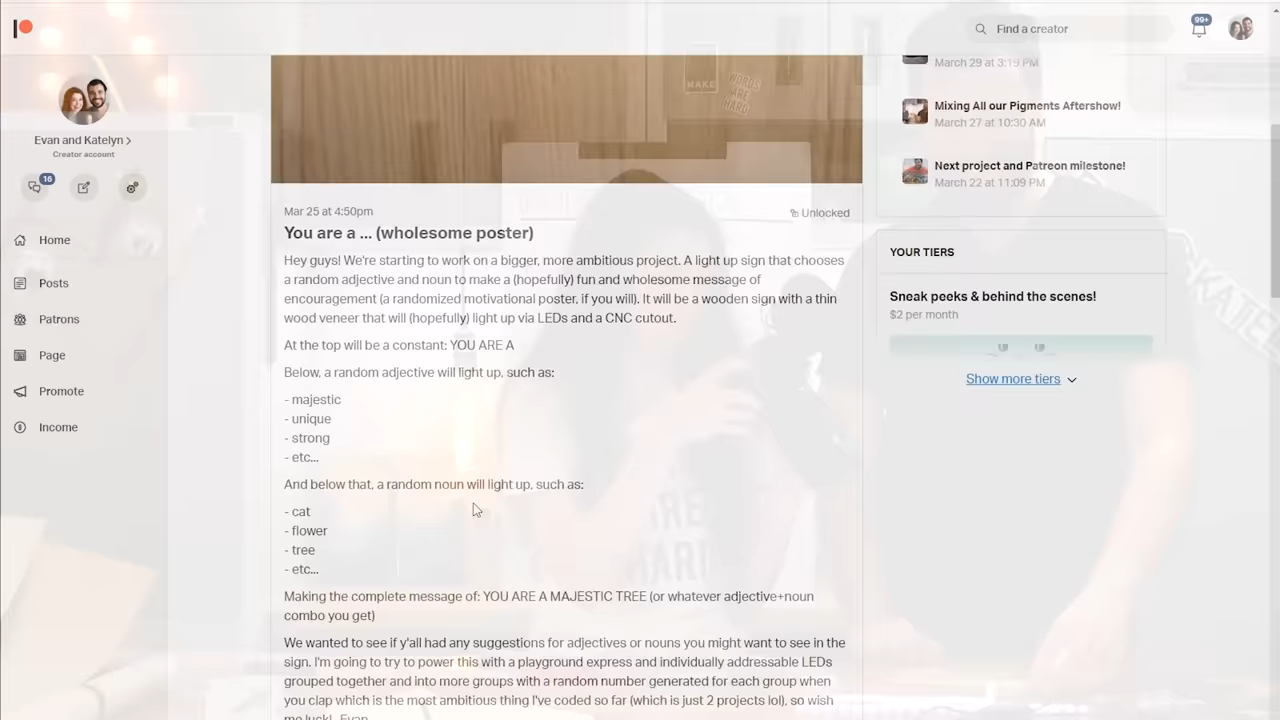 Find a creator
99+
Evan and Katelyn
Creator account
16
Home
Posts
Patrons
Page
Promote
Income
MAKE
WORDS
ARE
HARD
Mar 25 at 4:50pm
Unlocked
You are a ... (wholesome poster)
Hey guys! We're starting to work on a bigger, more ambitious project. A light up sign that chooses
a random adjective and noun to make a (hopefully) fun and wholesome message of
encouragement (a randomized motivational poster, if you will). It will be a wooden sign with a thin
wood veneer that will (hopefully) light up via LEDs and a CNC cutout.
At the top will be a constant: YOU ARE A
Below, a random adjective will light up, such as:
- majestic
- unique
- strong
- etc...
And below that, a random noun will light up, such as:
- cat
- flower
- tree
- etc...
Making the complete message of: YOU ARE A MAJESTIC TREE (or whatever adjective+noun
combo you get)
We wanted to see if y'all had any suggestions for adjectives or nouns you might want to see in the
sign. I'm going to try to power this with a playground express and individually addressable LEDs
grouped together and into more groups with a random number generated for each group when
you clap which is the most ambitious thing I've coded so far (which is just 2 projects lol), so wish
me luck! Evan
March 29 at 3:19 PM
Mixing All our Pigments Aftershow!
March 27 at 10:30 AM
Next project and Patreon milestone!
March 22 at 11:09 PM
YOUR TIERS
Sneak peeks & behind the scenes!
$2 per month
Show more tiers